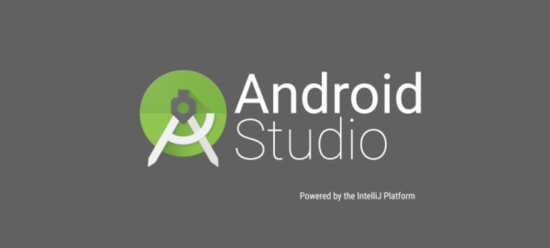 Android
Studio
Powered by the IntelliJ Platform